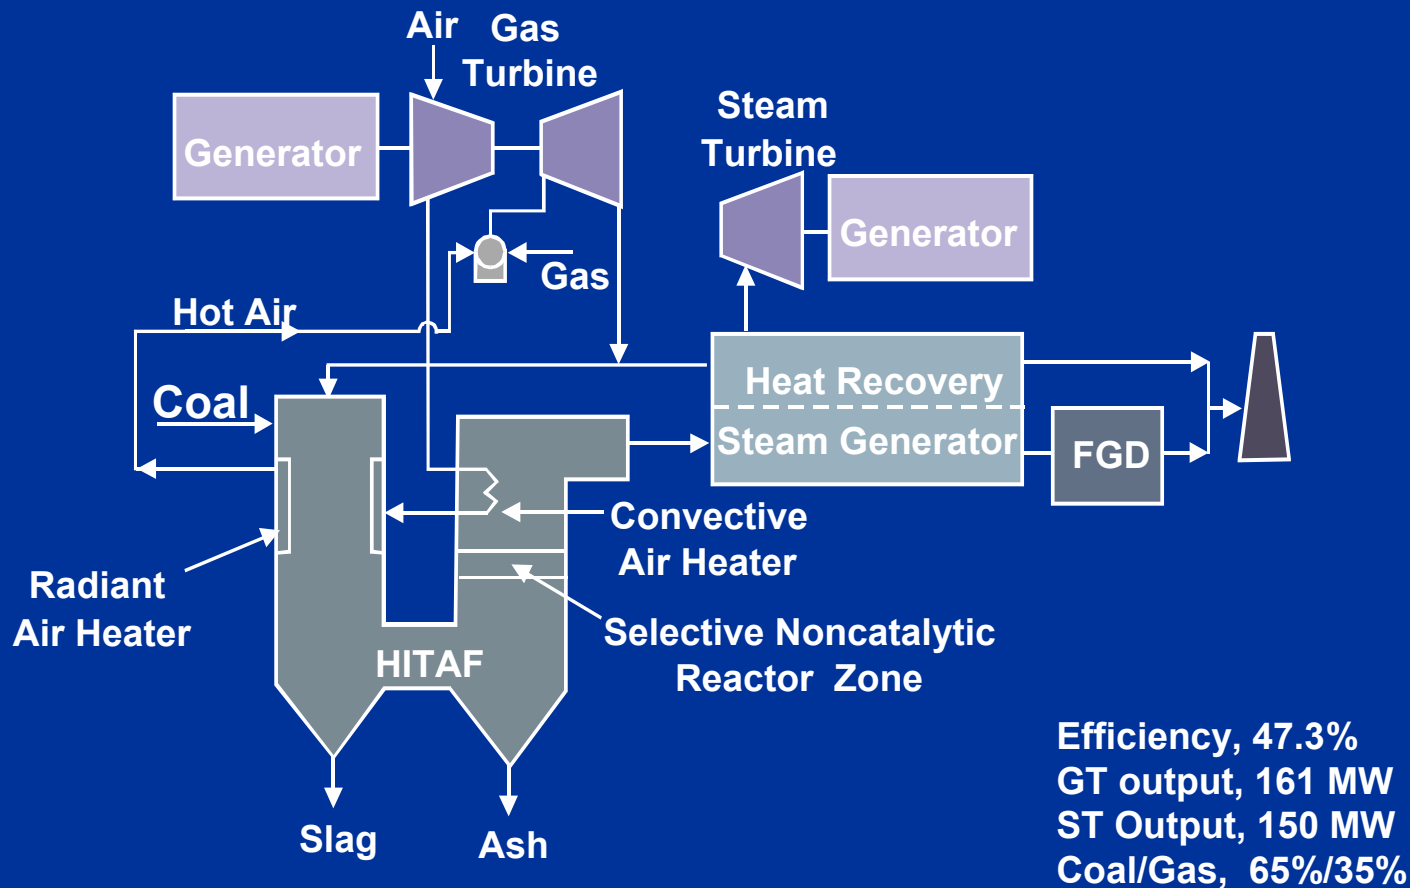 Air
Gas
Turbine
Generator
Steam
Turbine
Generator
Gas
Hot Air
Coal
Heat Recovery
Steam Generator
FGD
Convective
Air Heater
Radiant
Air Heater
Selective Noncatalytic
Reactor Zone
HITAF
Slag
Ash
Efficiency, 47.3%
GT output, 161 MW
ST Output, 150 MW
Coal/Gas, 65%/35%